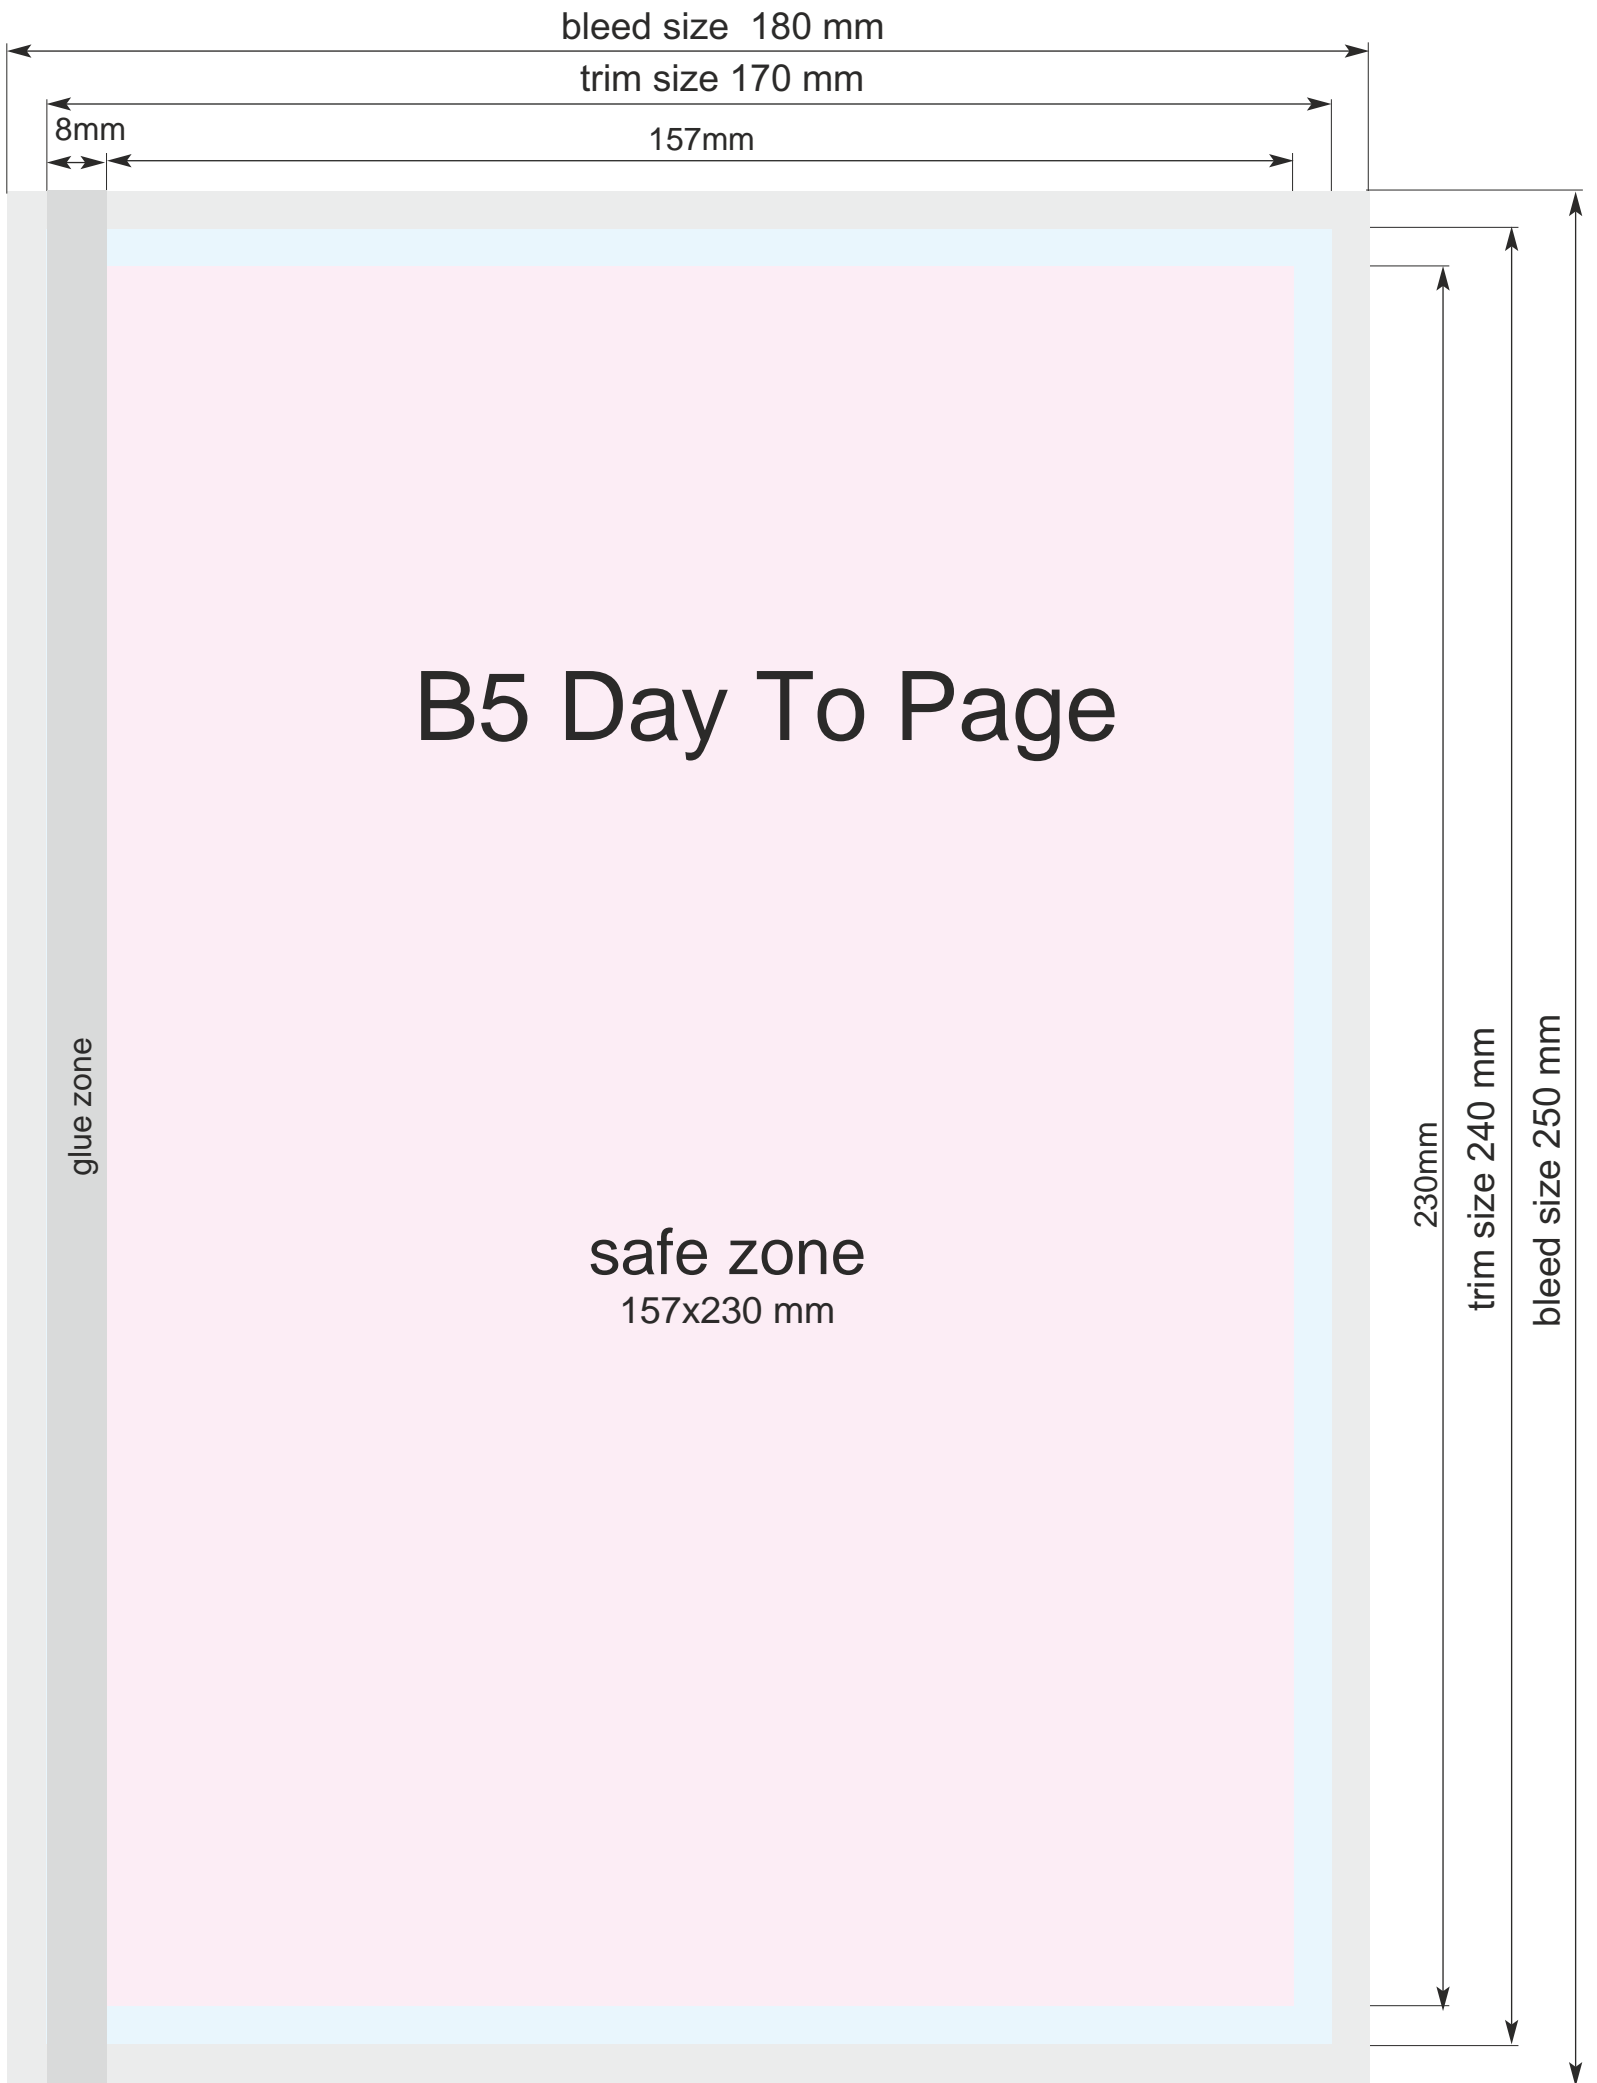 bleed size  180 mm
trim size 170 mm
8mm
157mm
B5 Day To Page
glue zone
safe zone
157x230 mm
230mm
trim size 240 mm
bleed size 250 mm